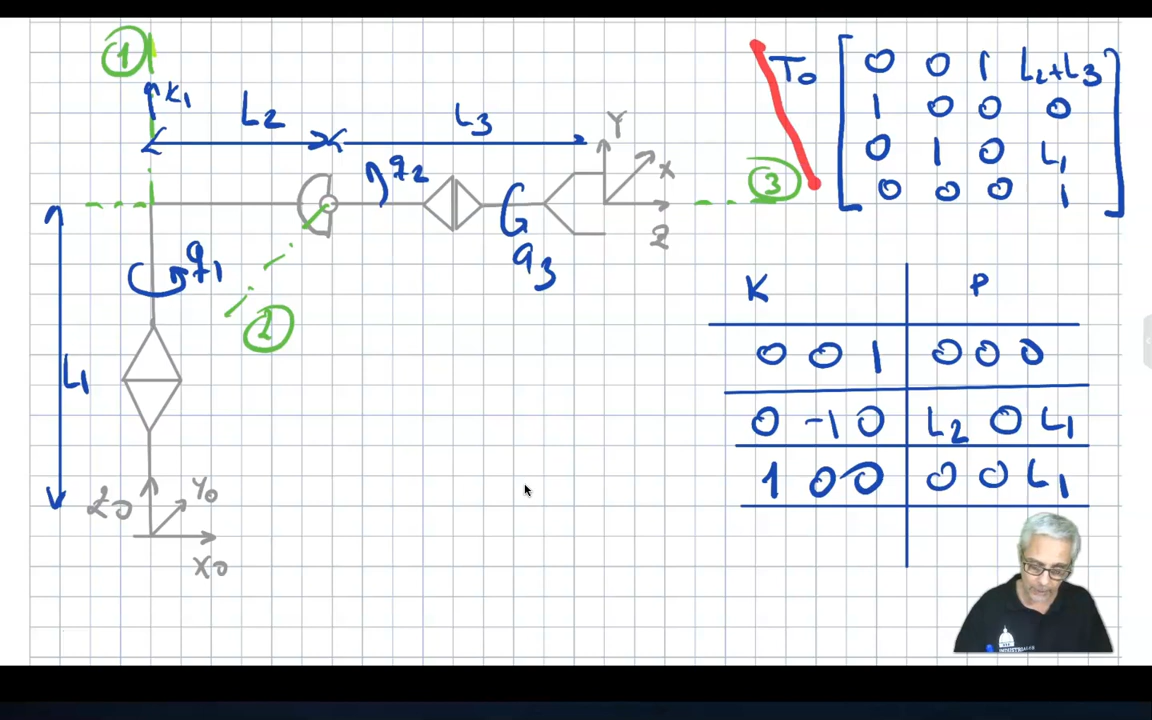 1
K1
L2
L3
Y
X
Z
q2
q3
3
q1
2
L1
Z0
Y0
X0
T0
0 0 1 L2+L3
1 0 0 0
0 1 0 L1
0 0 0 1
K P
0 0 1 0 0 0
0 -1 0 L2 0 L1
1 0 0 0 0 L1